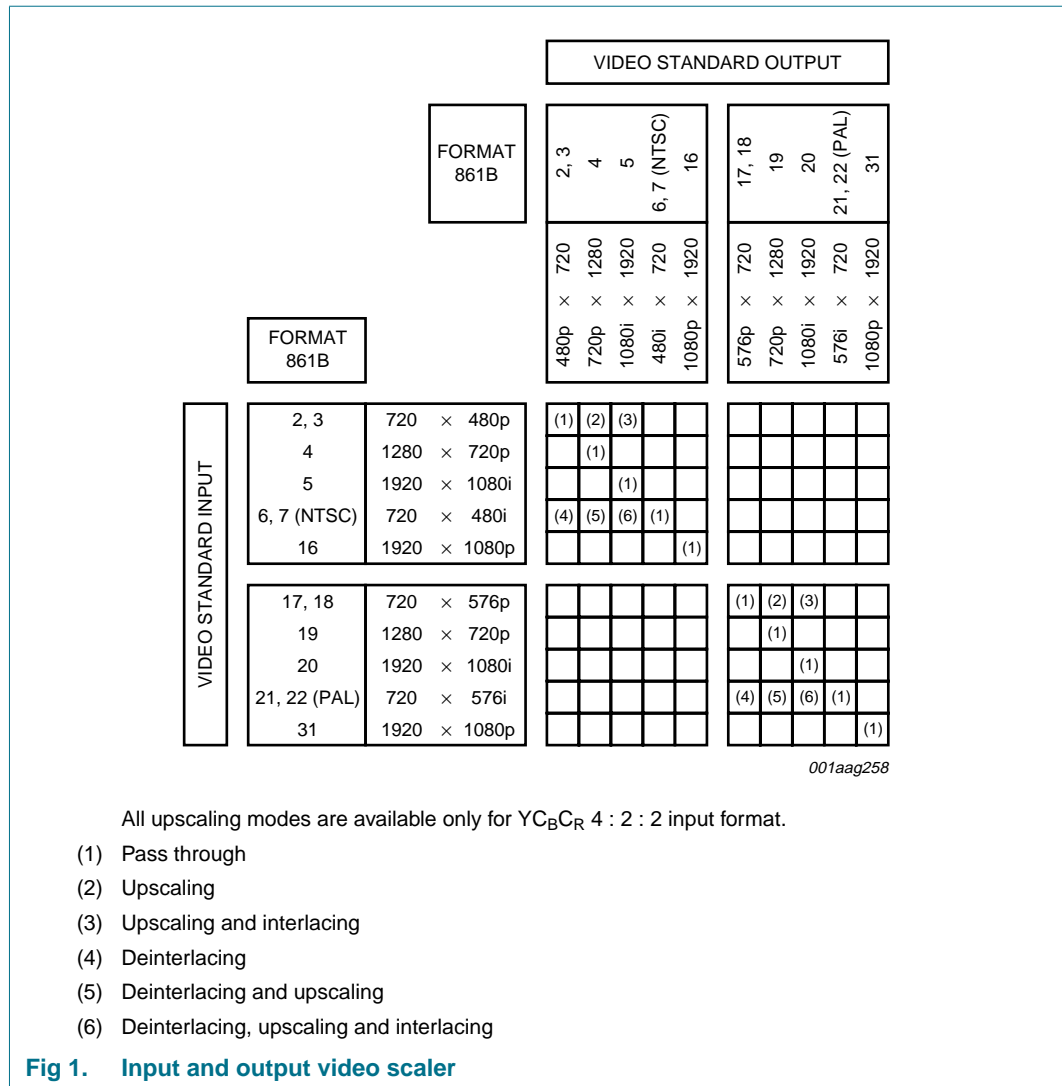 VIDEO STANDARD OUTPUT
FORMAT
861B
2, 3
4
5
6, 7 (NTSC)
16
17, 18
19
20
21, 22 (PAL)
31
480p × 720
720p × 1280
1080i × 1920
480i × 720
1080p × 1920
576p × 720
720p × 1280
1080i × 1920
576i × 720
1080p × 1920
FORMAT
861B
VIDEO STANDARD INPUT
2, 3 720 × 480p (1) (2) (3)
4 1280 × 720p (1)
5 1920 × 1080i (1)
6, 7 (NTSC) 720 × 480i (4) (5) (6) (1)
16 1920 × 1080p (1)
17, 18 720 × 576p (1) (2) (3)
19 1280 × 720p (1)
20 1920 × 1080i (1)
21, 22 (PAL) 720 × 576i (4) (5) (6) (1)
31 1920 × 1080p (1)
001aag258
All upscaling modes are available only for YCBCR 4 : 2 : 2 input format.
(1) Pass through
(2) Upscaling
(3) Upscaling and interlacing
(4) Deinterlacing
(5) Deinterlacing and upscaling
(6) Deinterlacing, upscaling and interlacing
Fig 1. Input and output video scaler